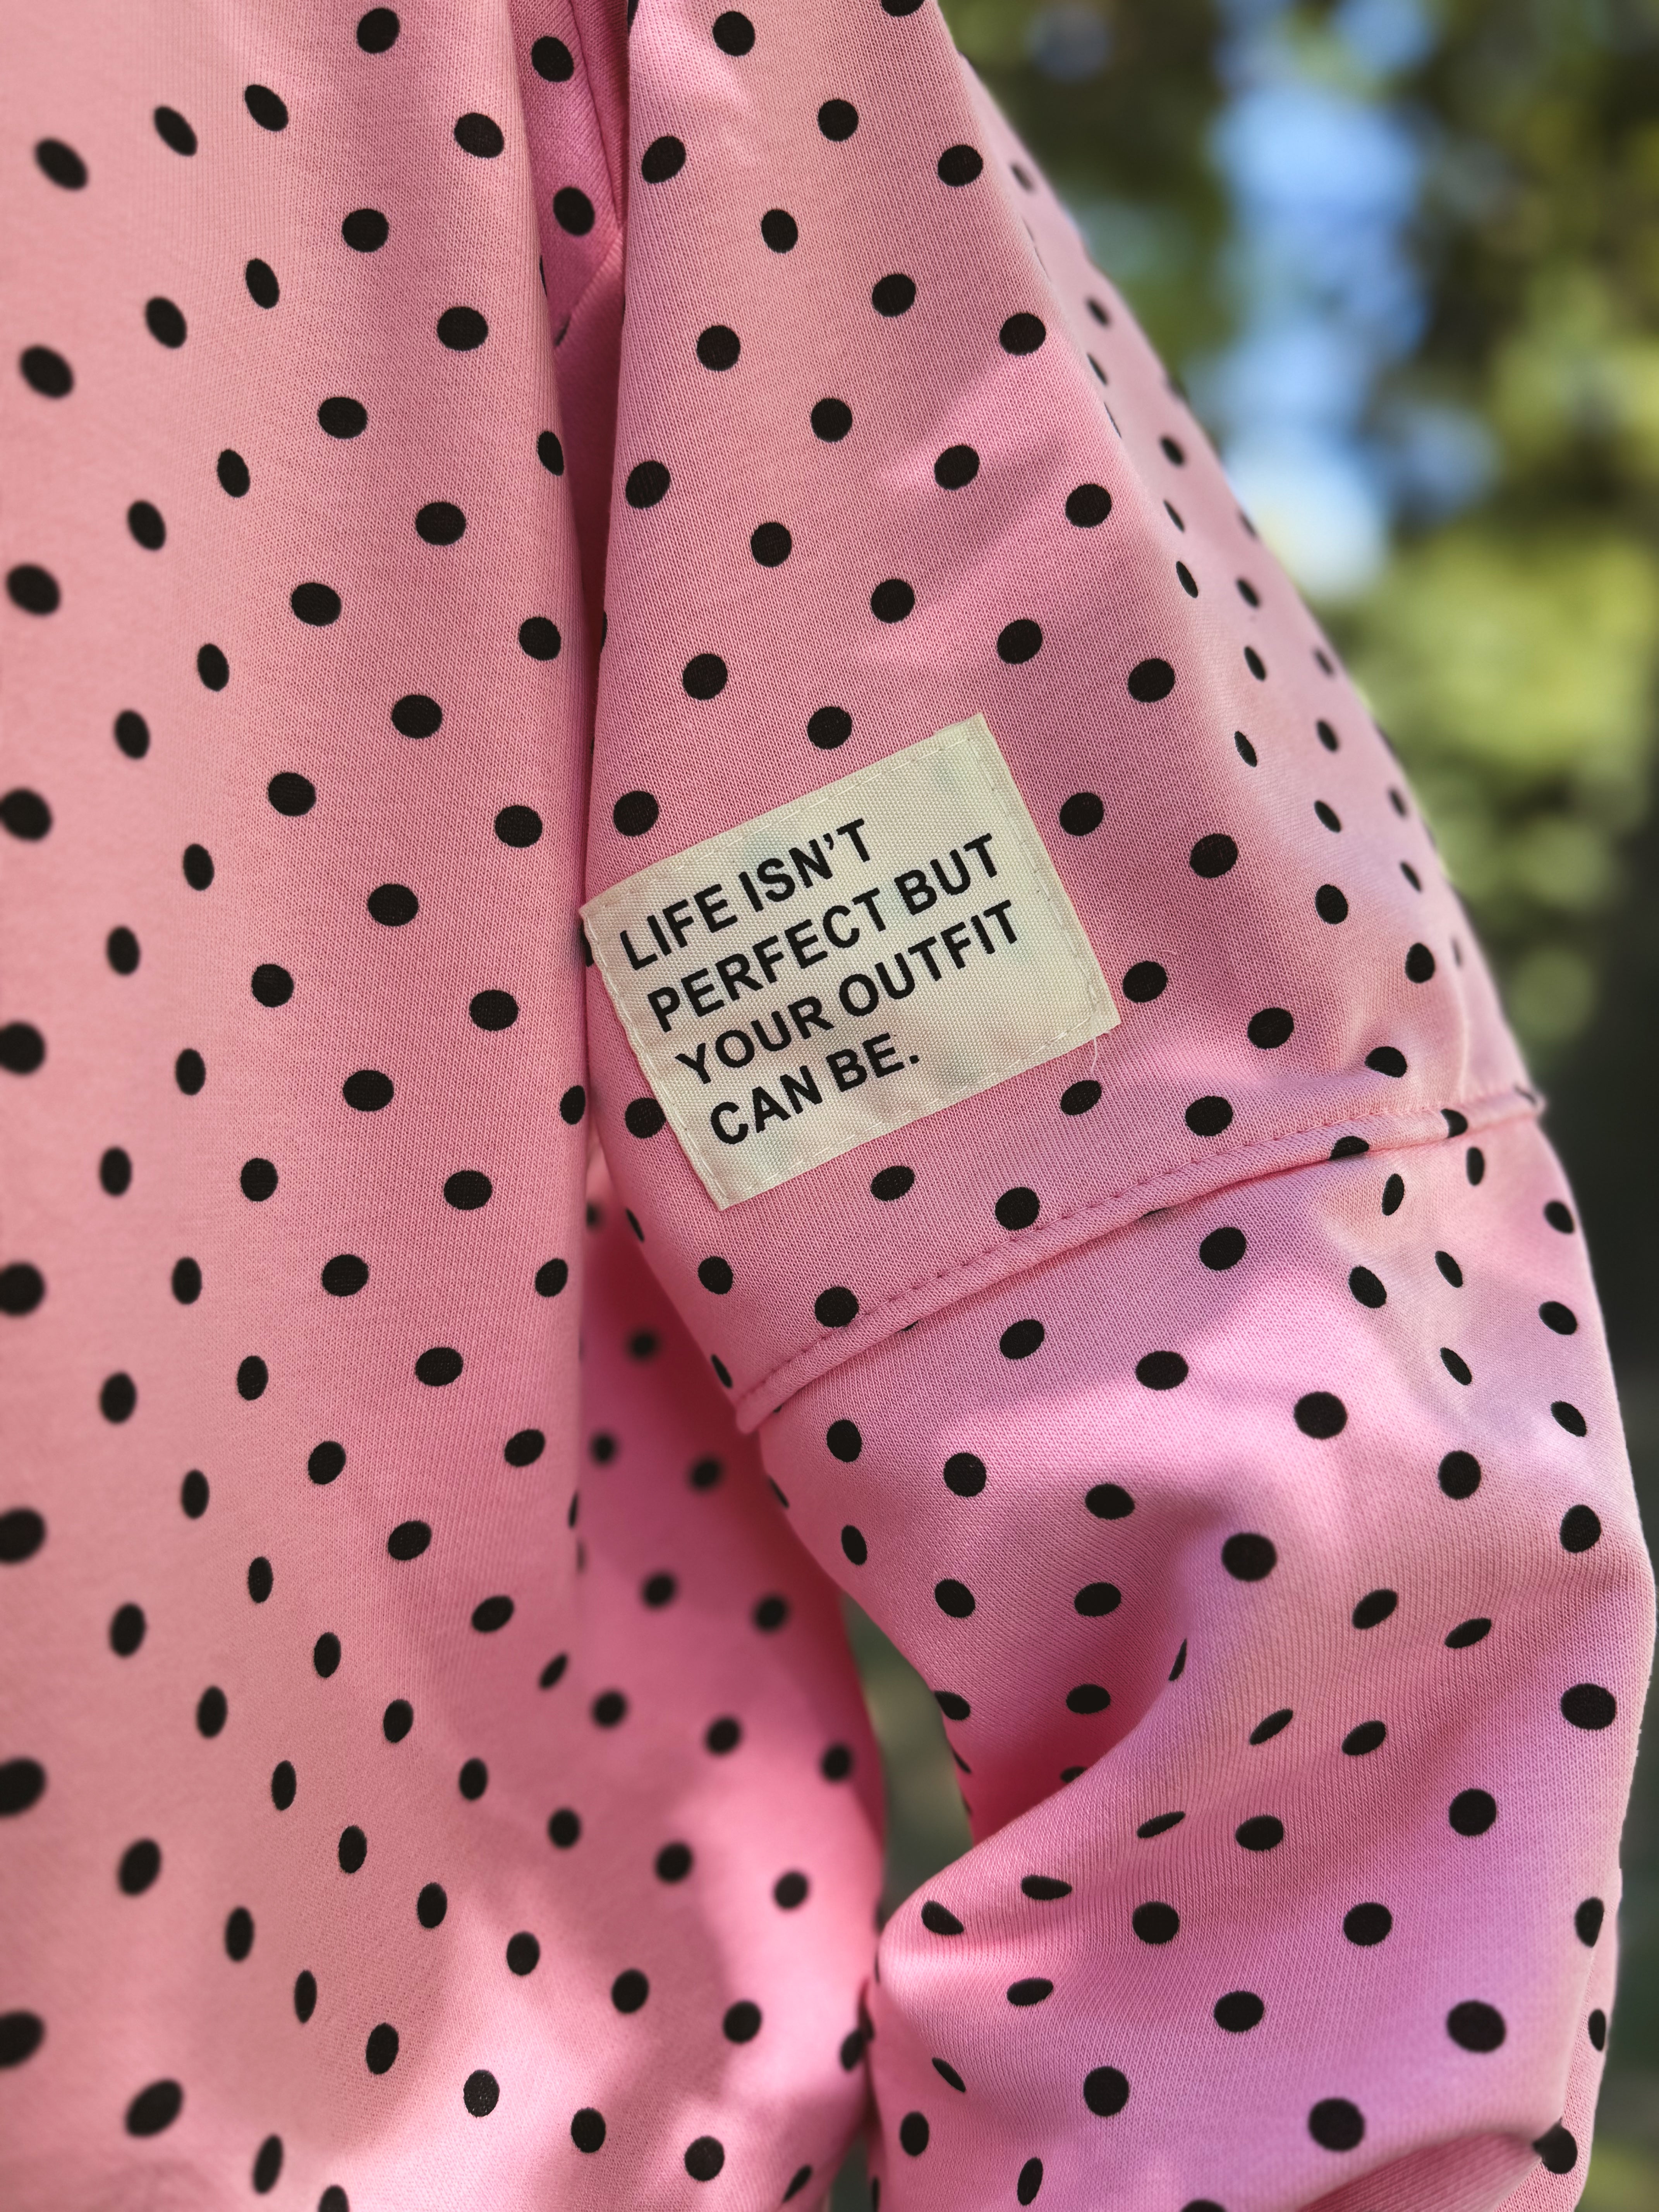 LIFE ISN'T
PERFECT BUT
YOUR OUTFIT
CAN BE.